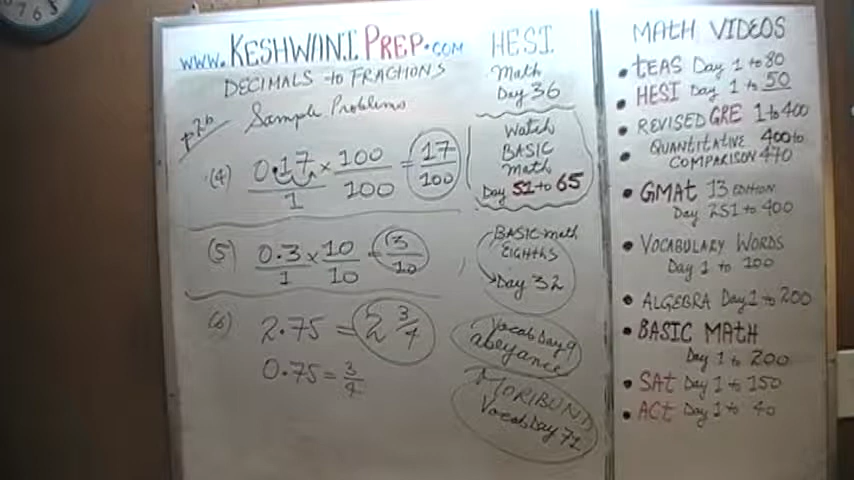 www.KESHWANIPREP.COM
DECIMALS to FRACTIONS
Sample Problems
p26
(4) 0.17/1 × 100/100 = 17/100
(5) 0.3/1 × 10/10 = 3/10
(6) 2.75 = 2 3/4
0.75 = 3/4
HESI
Math
Day 36
Watch
BASIC
Math
Day 51 to 65
BASIC math
EIGHTHS
Day 32
Vocab Day 9
abeyance
MORIBUND
Vocab Day 71
MATH VIDEOS
• TEAS Day 1 to 80
• HESI Day 1 to 50
• REVISED GRE 1 to 400
• QUANTITATIVE 400 to
COMPARISON 470
• GMAT 13 EDITION
Day 251 to 400
• VOCABULARY WORDS
Day 1 to 100
• ALGEBRA Day 1 to 200
• BASIC MATH
Day 1 to 200
• SAt Day 1 to 150
• ACt Day 1 to 40
7 6 5